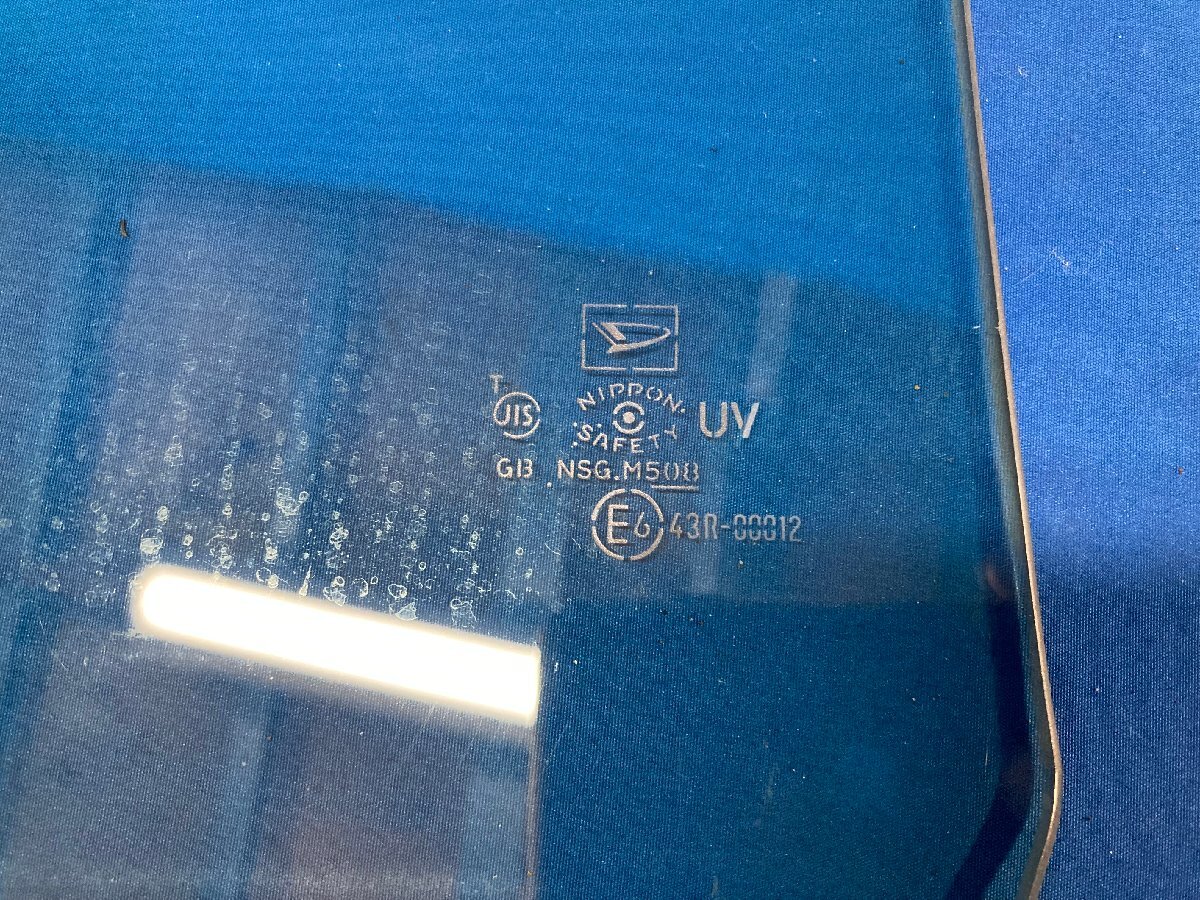 T
JIS
NIPPON
SAFETY
UV
GB NSG.M508
E6 43R-00012